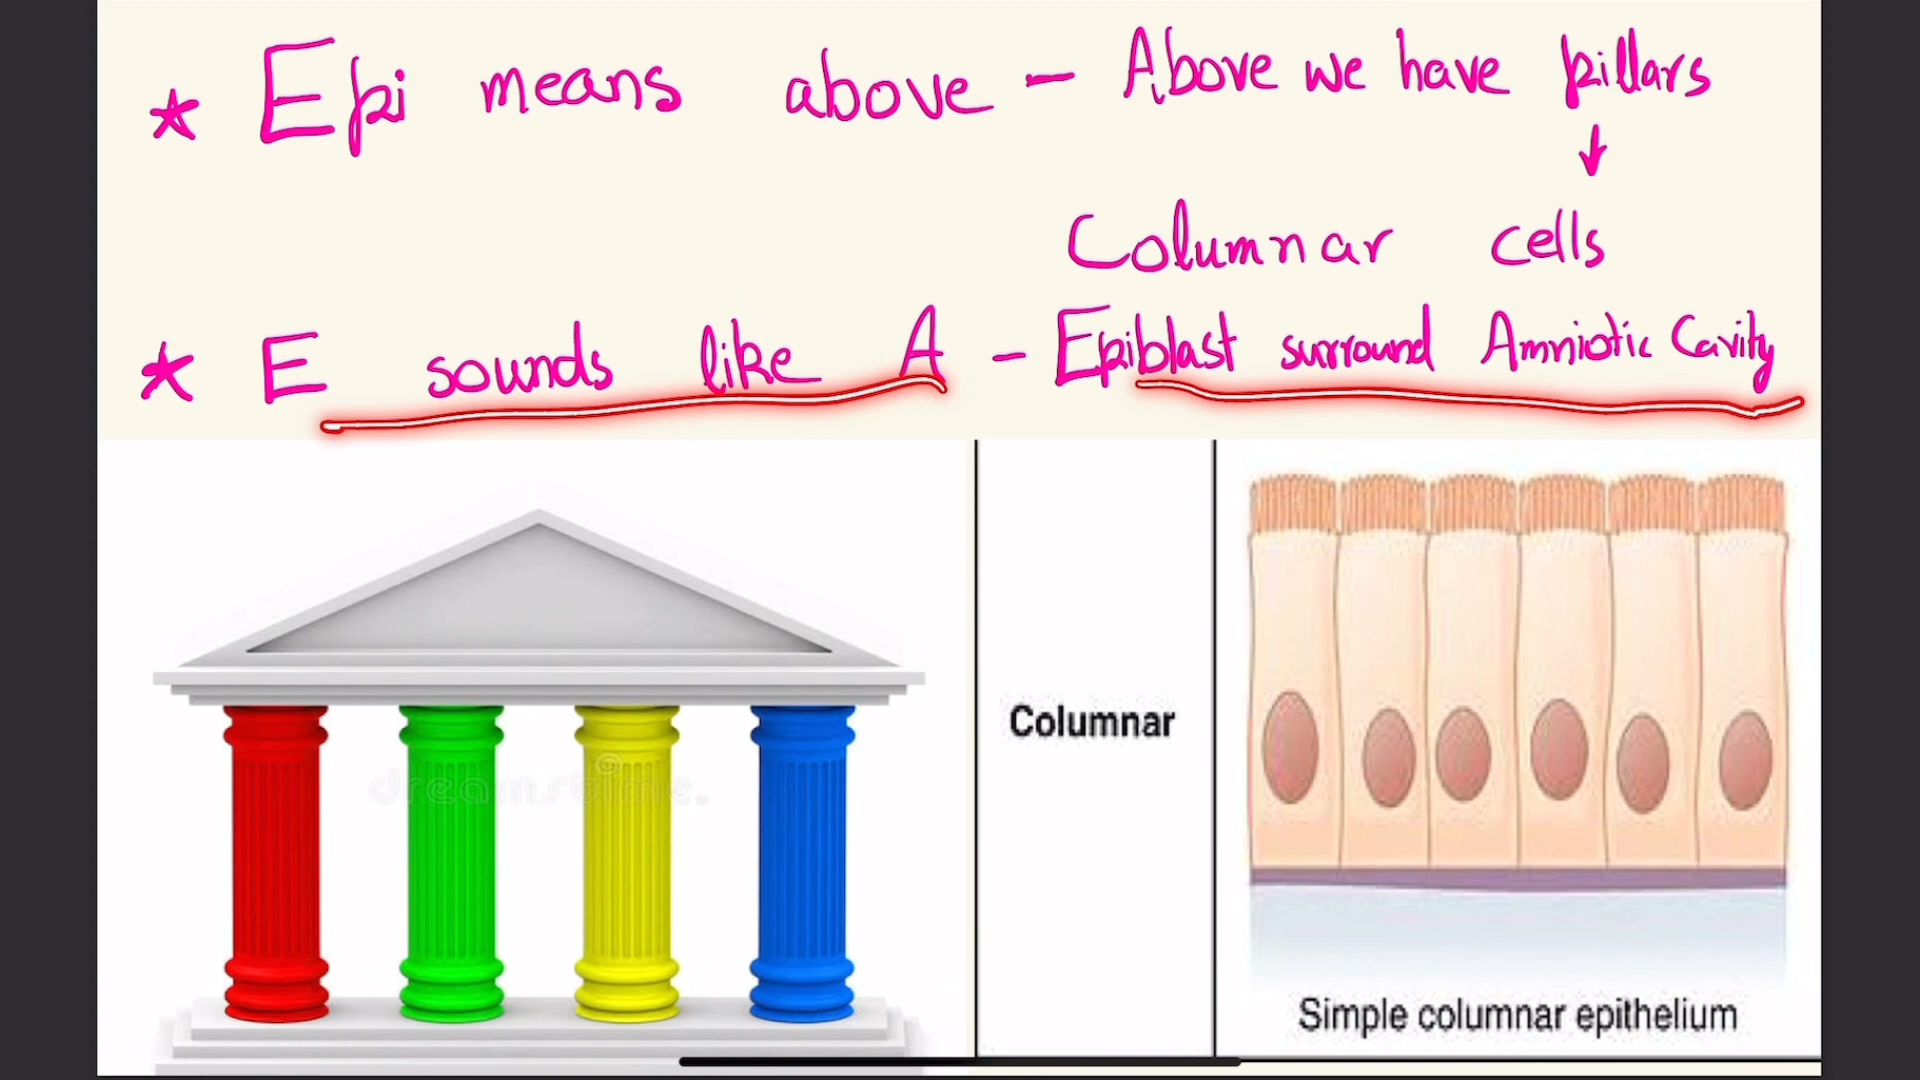 * Epi means above - Above we have pillars
↓
Columnar cells
* E sounds like A - Epiblast surround Amniotic Cavity
dreamstime.
Columnar
Simple columnar epithelium